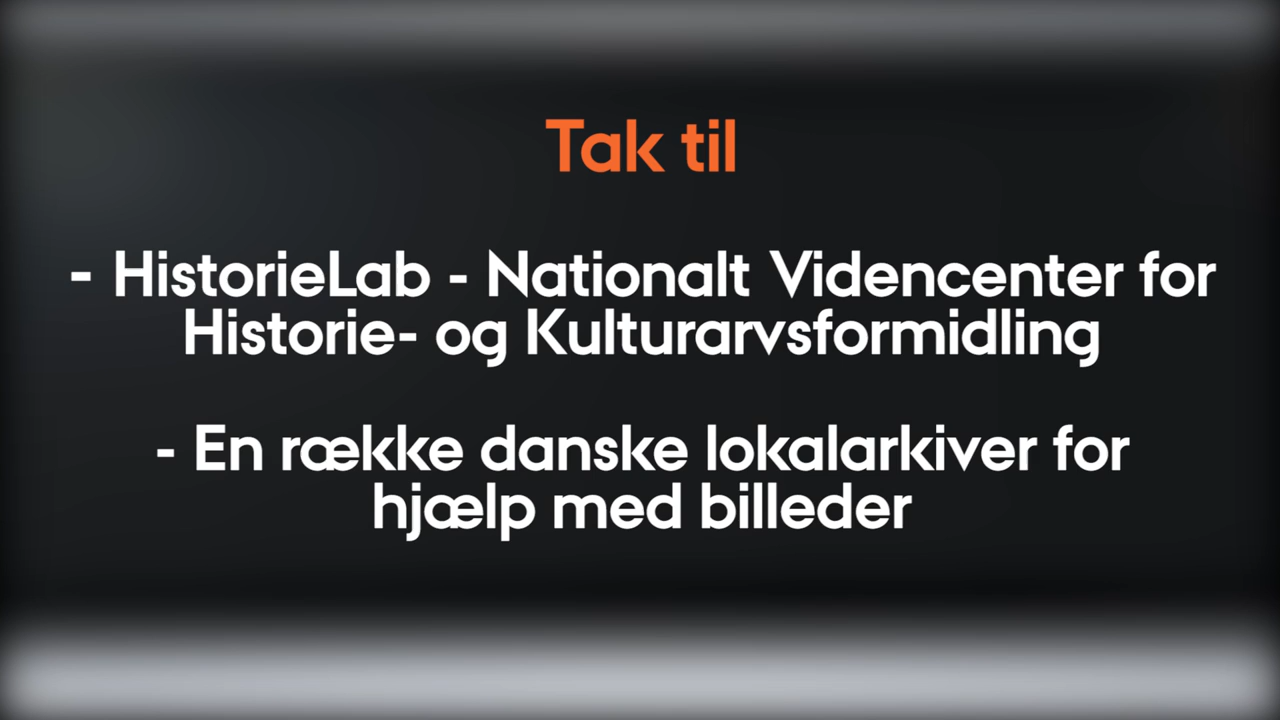 Tak til
- HistorieLab - Nationalt Videncenter for
Historie- og Kulturarvsformidling
- En række danske lokalarkiver for
hjælp med billeder